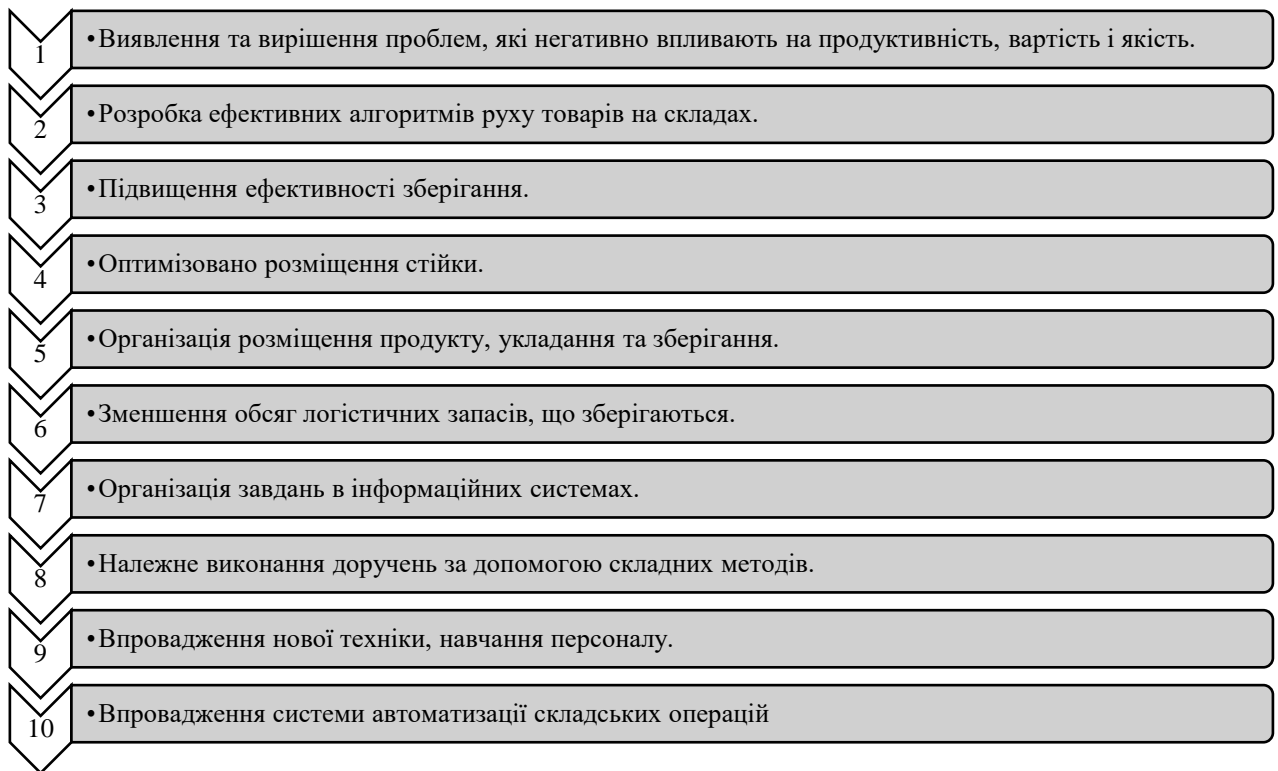 1
•Виявлення та вирішення проблем, які негативно впливають на продуктивність, вартість і якість.
2
•Розробка ефективних алгоритмів руху товарів на складах.
3
•Підвищення ефективності зберігання.
4
•Оптимізовано розміщення стійки.
5
•Організація розміщення продукту, укладання та зберігання.
6
•Зменшення обсяг логістичних запасів, що зберігаються.
7
•Організація завдань в інформаційних системах.
8
•Належне виконання доручень за допомогою складних методів.
9
•Впровадження нової техніки, навчання персоналу.
10
•Впровадження системи автоматизації складських операцій